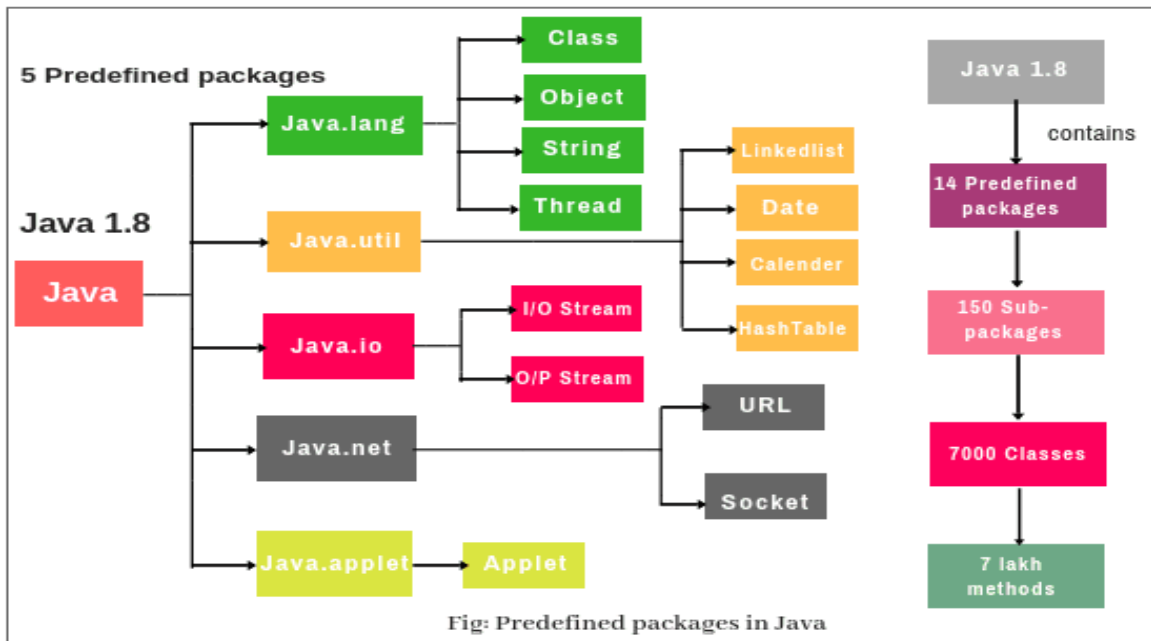 5 Predefined packages
Java 1.8
Java
Java.lang
Class
Object
String
Thread
Java.util
Linkedlist
Date
Calender
HashTable
Java.io
I/O Stream
O/P Stream
Java.net
URL
Socket
Java.applet
Applet
Java 1.8
contains
14 Predefined
packages
150 Sub-
packages
7000 Classes
7 lakh
methods
Fig: Predefined packages in Java